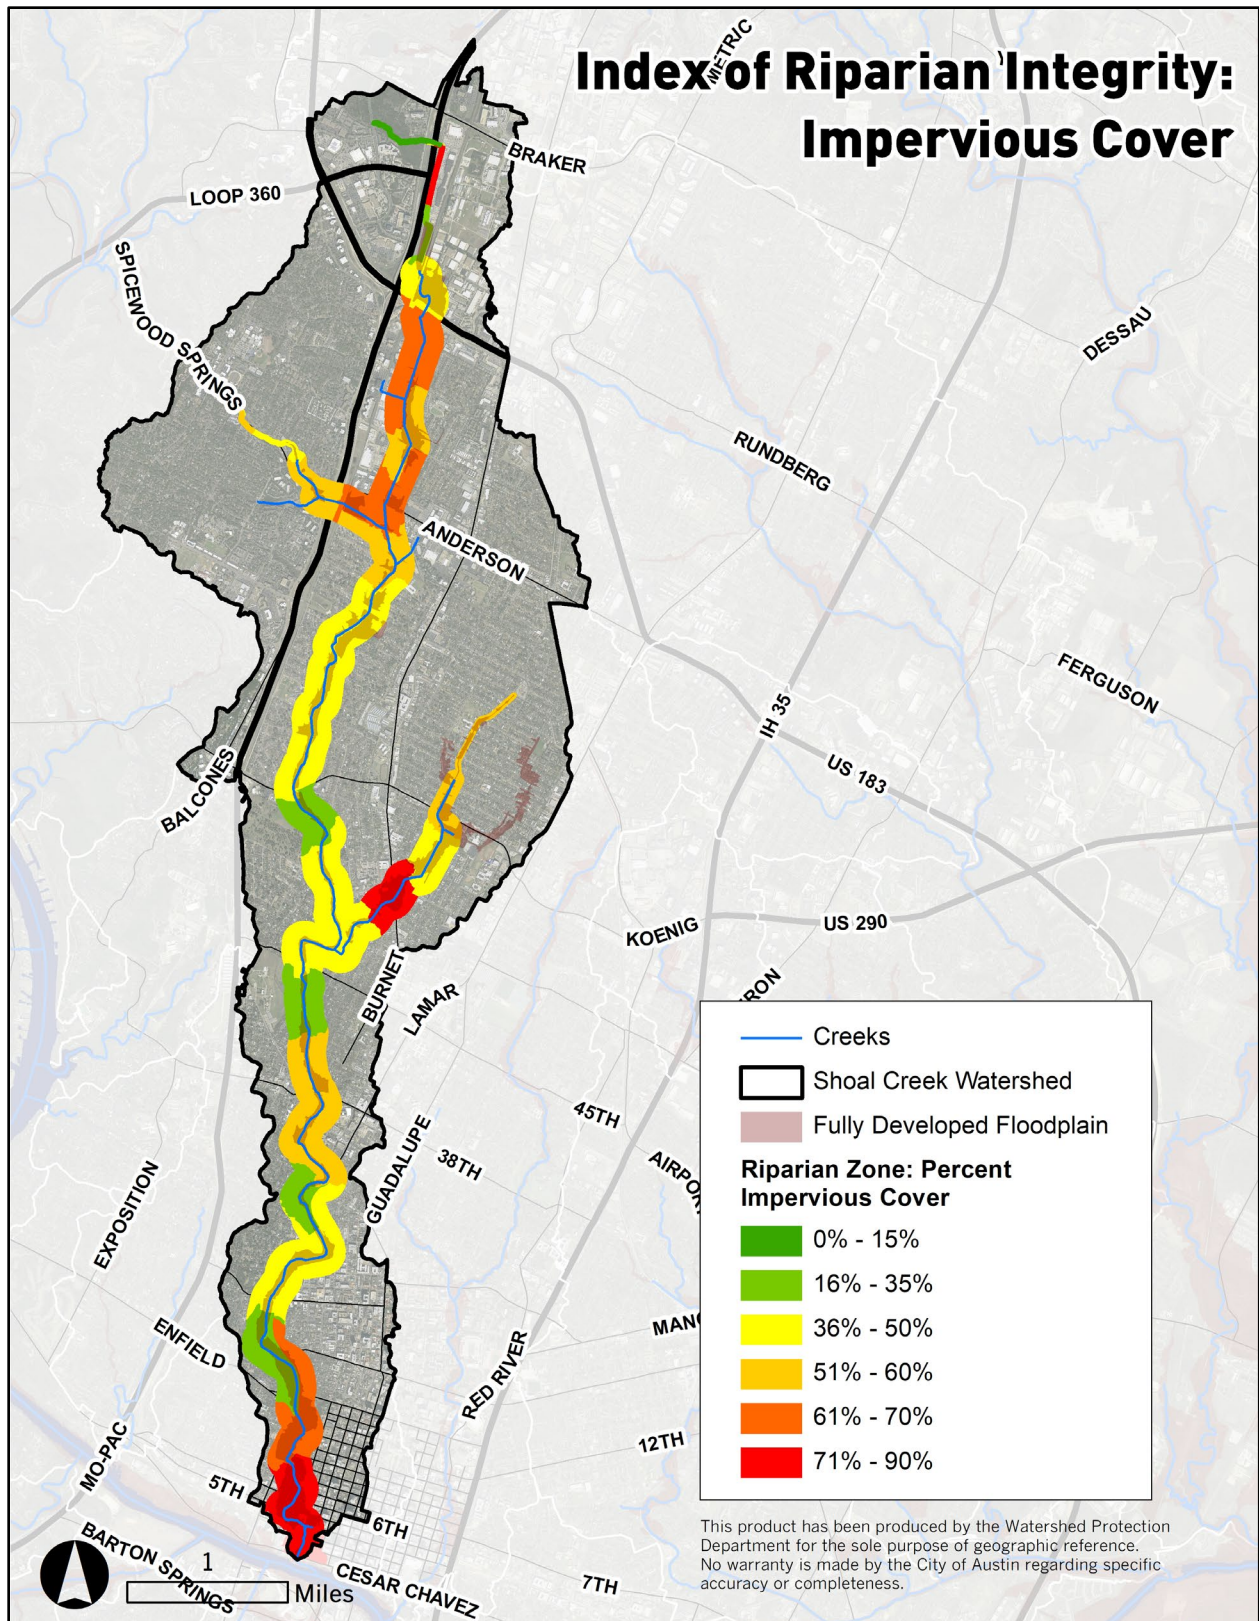 Index of Riparian Integrity:
Impervious Cover
METRIC
BRAKER
LOOP 360
SPICEWOOD SPRINGS
DESSAU
RUNDBERG
ANDERSON
FERGUSON
IH 35
US 183
BALCONES
KOENIG
US 290
BURNET
LAMAR
45TH
38TH
GUADALUPE
EXPOSITION
ENFIELD
RED RIVER
12TH
MO-PAC
5TH
6TH
BARTON SPRINGS
CESAR CHAVEZ
7TH
AIRPOR
Creeks
Shoal Creek Watershed
Fully Developed Floodplain
Riparian Zone: Percent
Impervious Cover
0% - 15%
16% - 35%
36% - 50%
51% - 60%
61% - 70%
71% - 90%
This product has been produced by the Watershed Protection
Department for the sole purpose of geographic reference.
No warranty is made by the City of Austin regarding specific
accuracy or completeness.
1
Miles